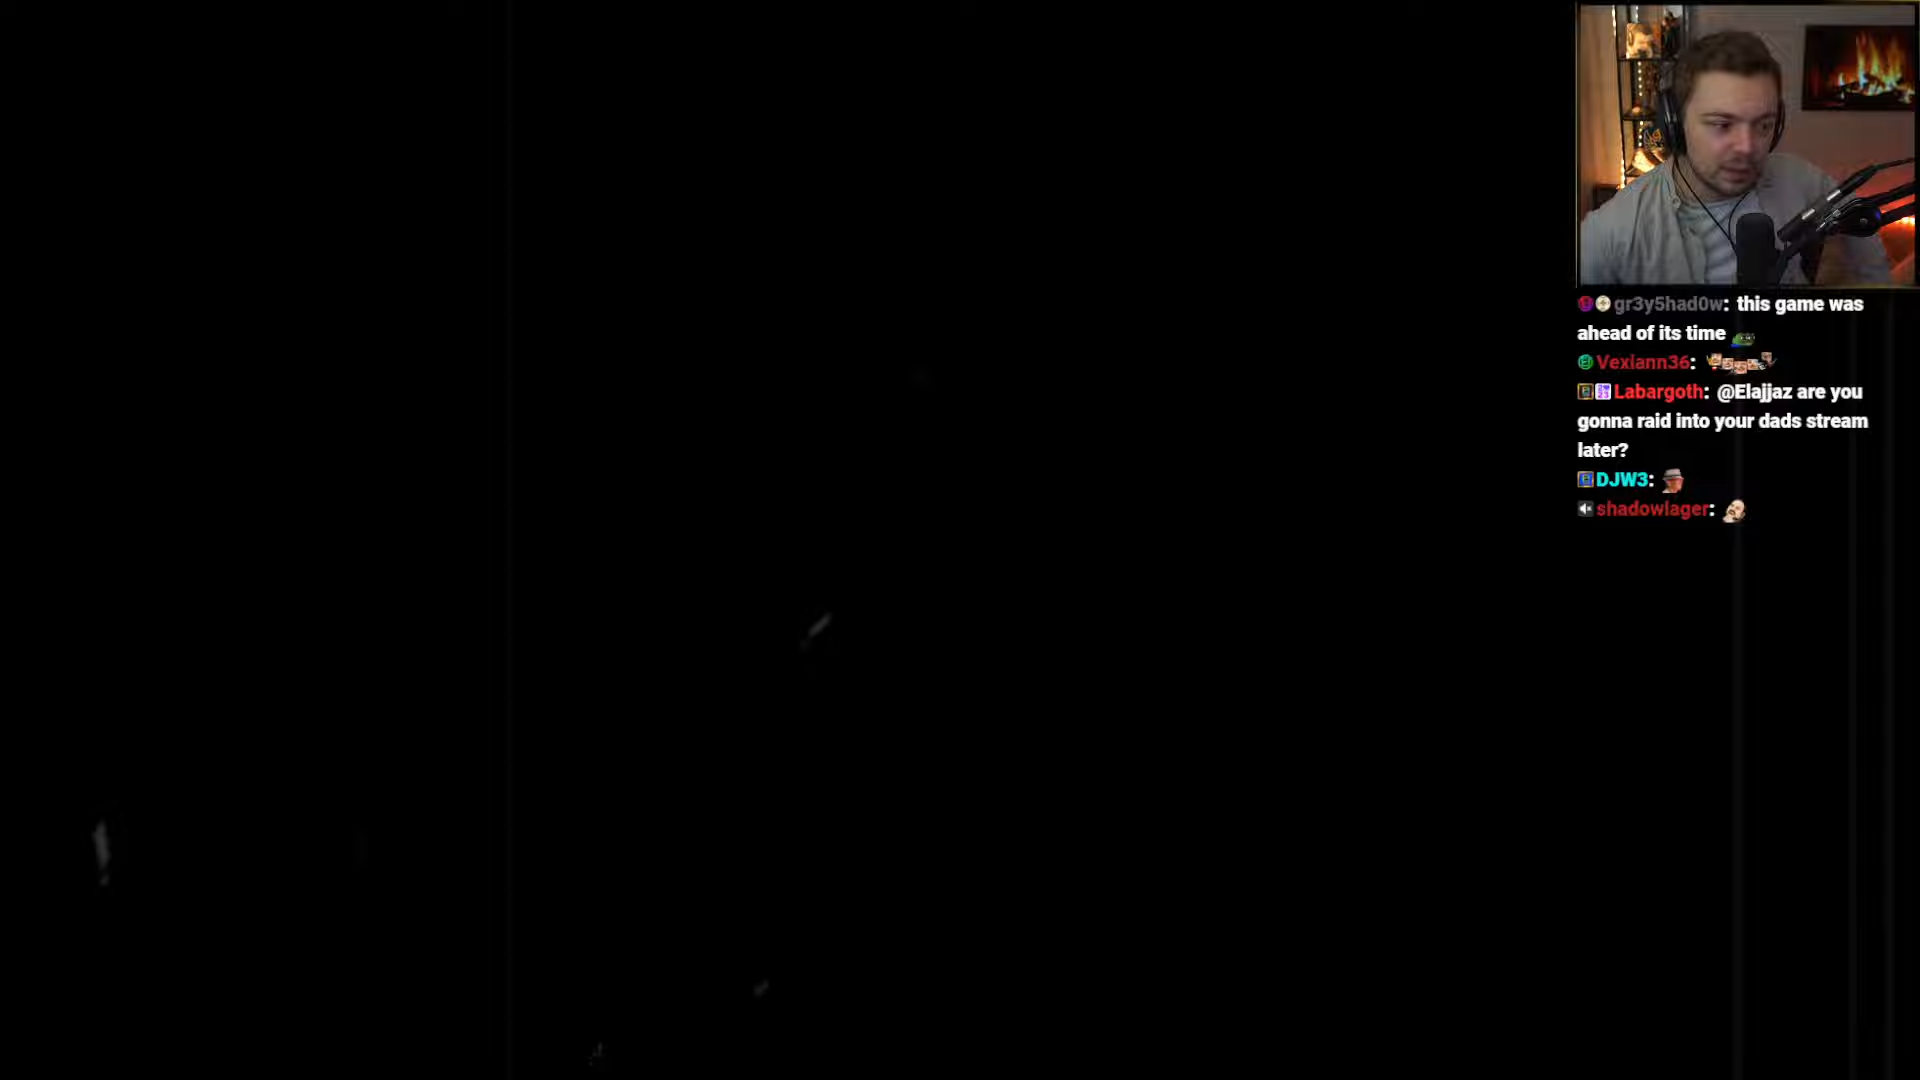 gr3y5had0w: this game was
ahead of its time
Vexlann36:
Labargoth: @Elajjaz are you
gonna raid into your dads stream
later?
DJW3:
shadowlager: